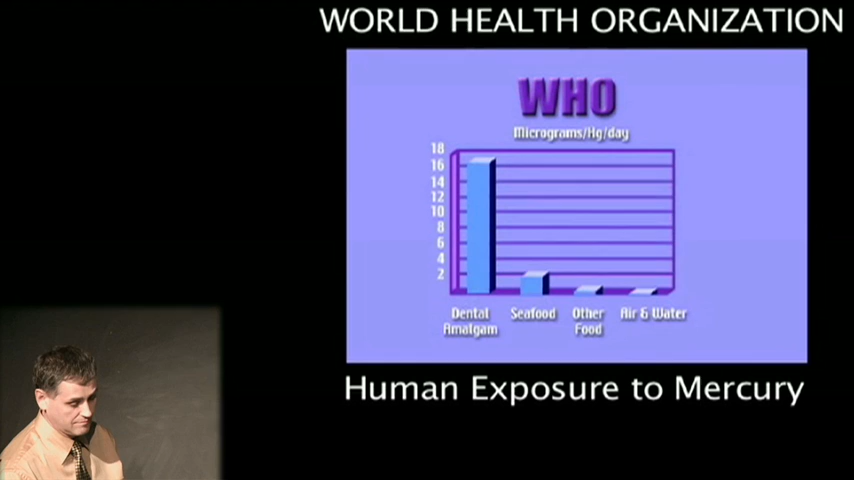 WORLD HEALTH ORGANIZATION
WHO
Micrograms/Hg/day
18
16
14
12
10
8
6
4
2
Dental Amalgam
Seafood
Other Food
Air & Water
Human Exposure to Mercury